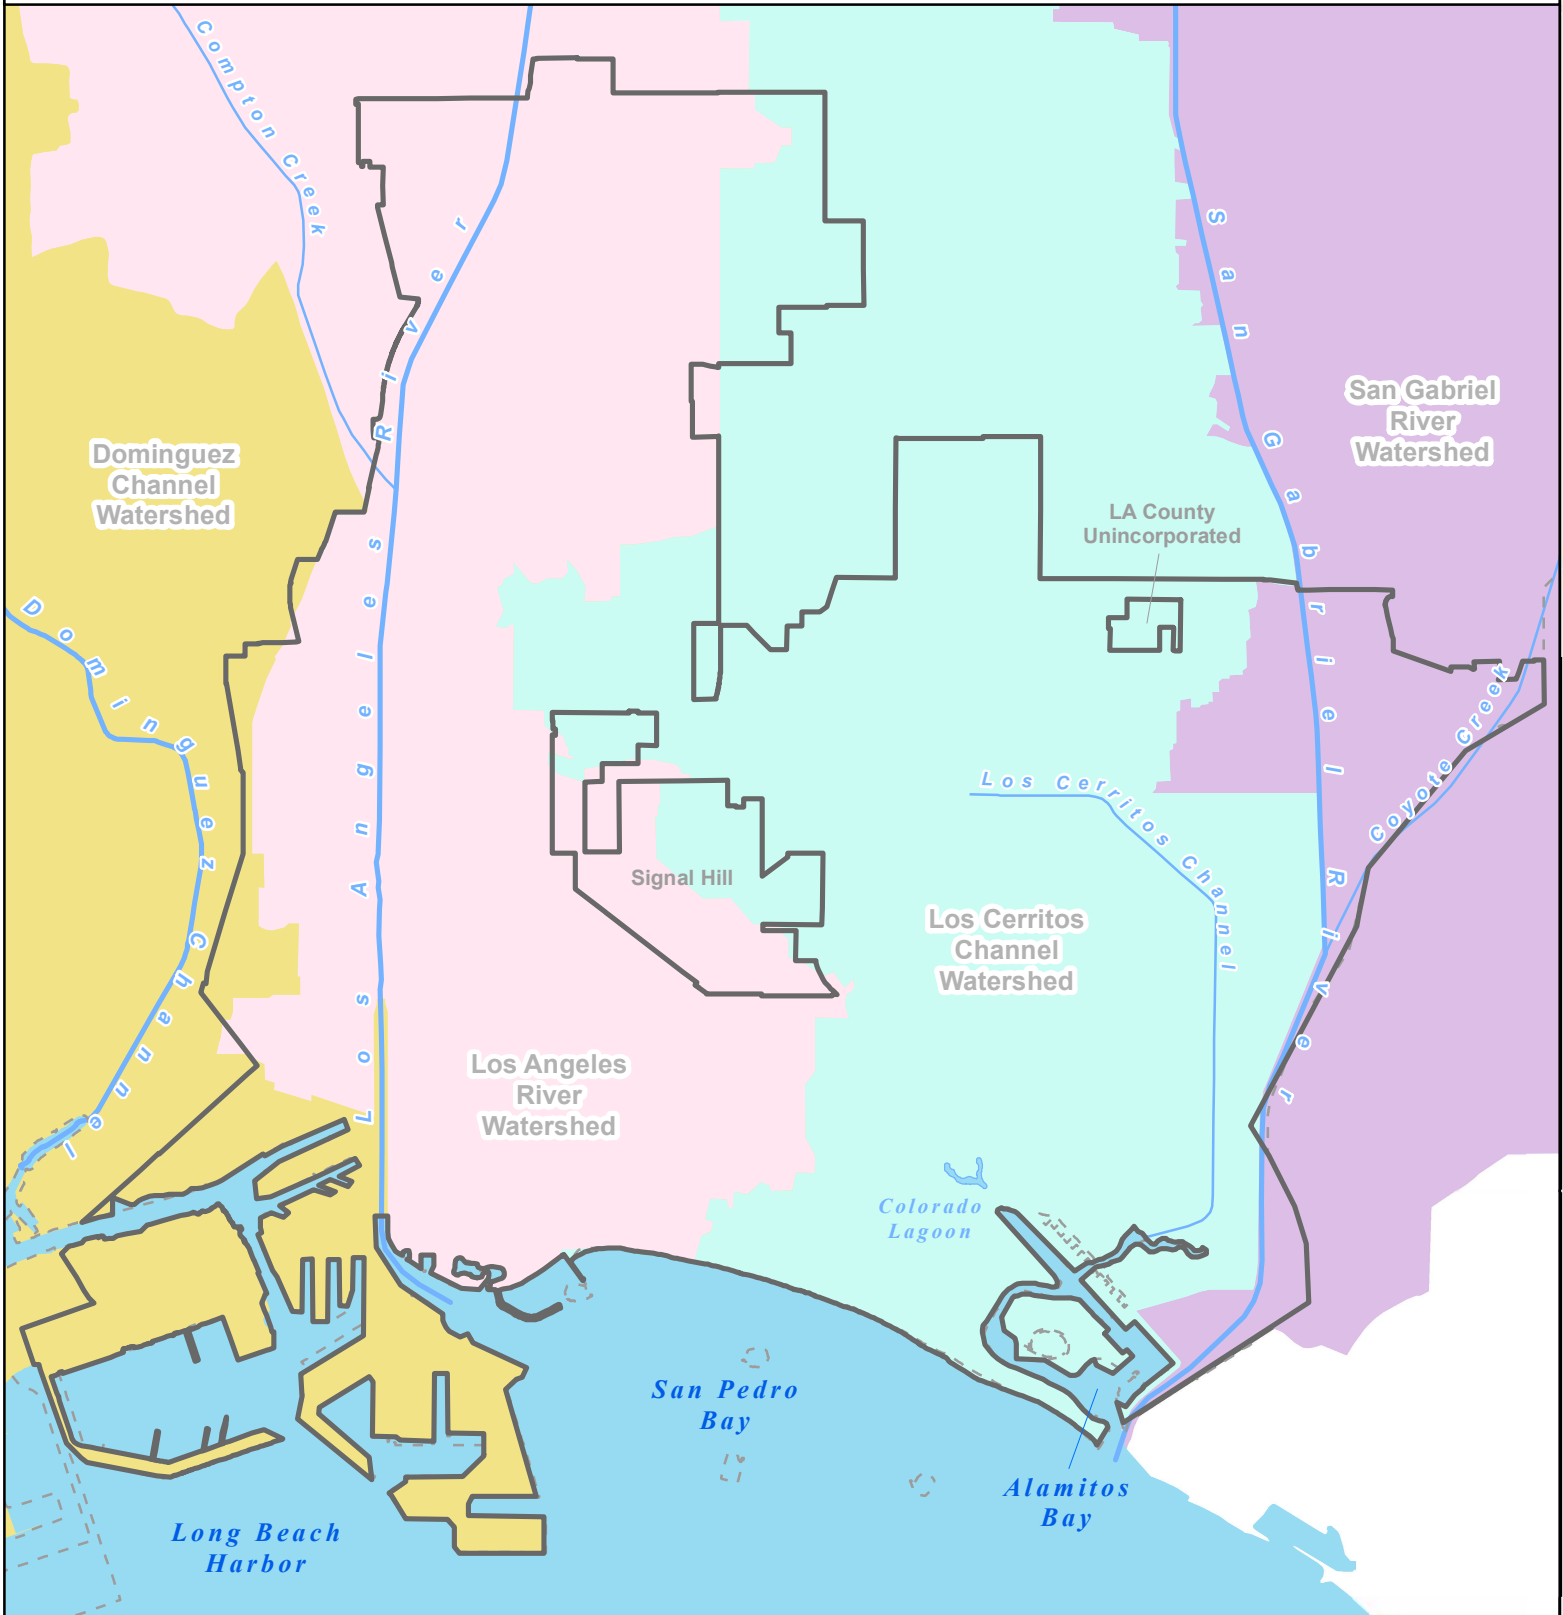 Compton Creek
Los Angeles River
San Gabriel River
San Gabriel
River
Watershed
Dominguez
Channel
Watershed
LA County
Unincorporated
Dominguez Channel
Coyote Creek
Los Cerritos Channel
Signal Hill
Los Cerritos
Channel
Watershed
Los Angeles
River
Watershed
Colorado
Lagoon
San Pedro
Bay
Alamitos
Bay
Long Beach
Harbor